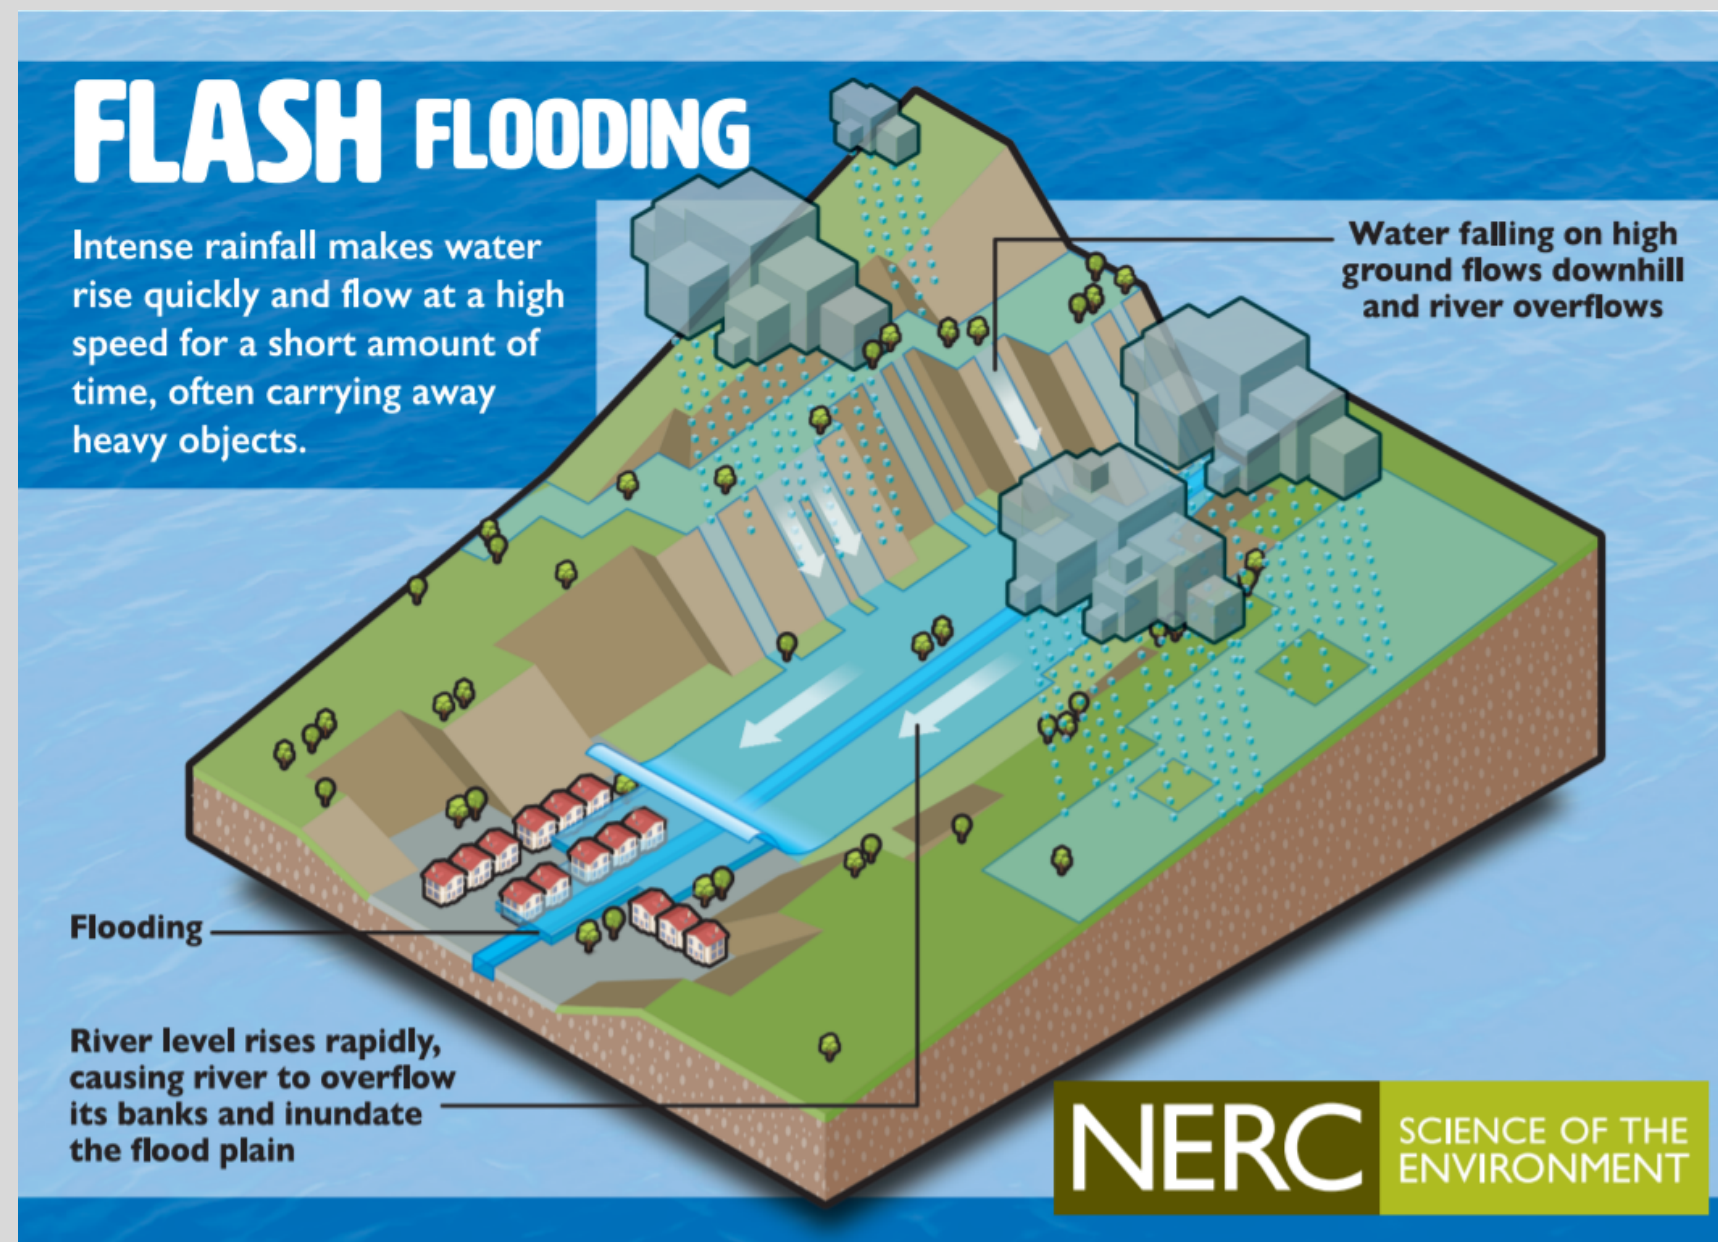 FLASH FLOODING
Intense rainfall makes water
rise quickly and flow at a high
speed for a short amount of
time, often carrying away
heavy objects.
Water falling on high
ground flows downhill
and river overflows
Flooding
River level rises rapidly,
causing river to overflow
its banks and inundate
the flood plain
NERC
SCIENCE OF THE
ENVIRONMENT